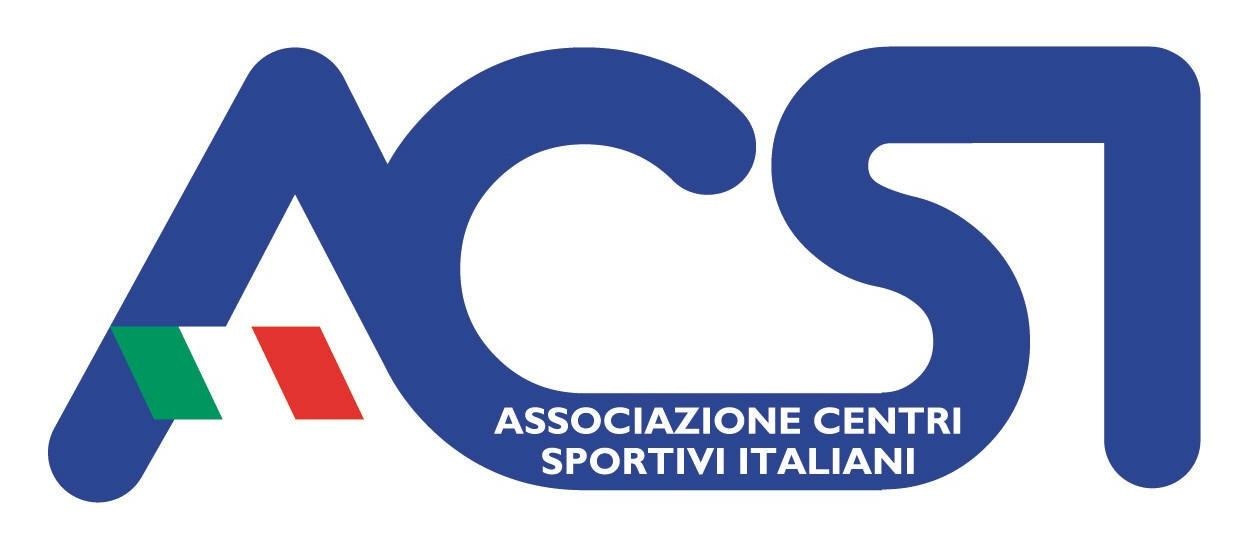 ACSI
ASSOCIAZIONE CENTRI
SPORTIVI ITALIANI